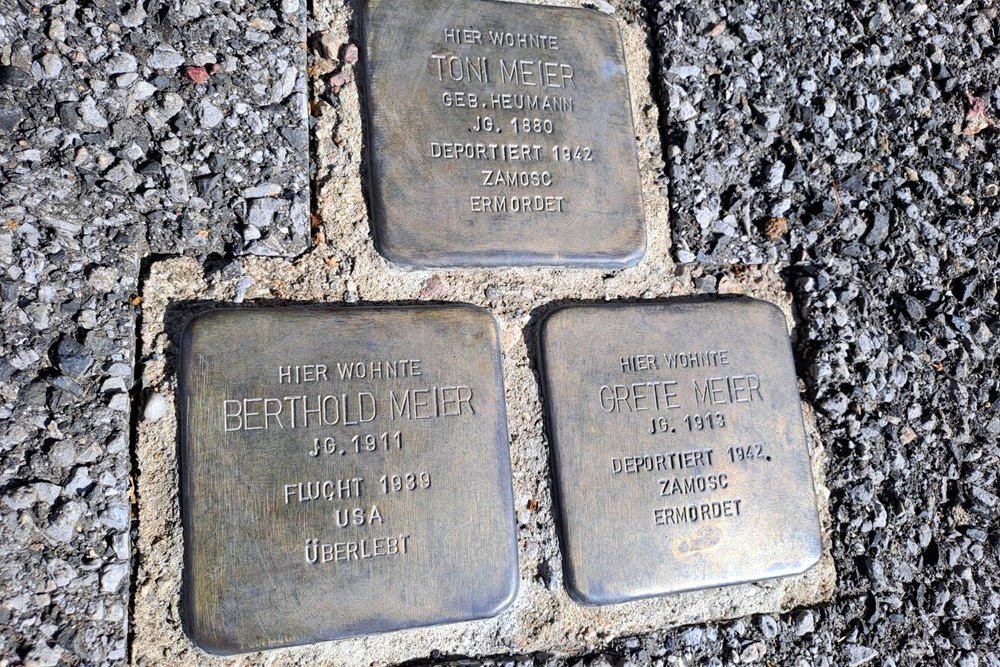 HIER WOHNTE
TONI MEIER
GEB. HEUMANN
JG. 1880
DEPORTIERT 1942
ZAMOSC
ERMORDET
HIER WOHNTE
BERTHOLD MEIER
JG. 1911
FLUCHT 1939
USA
ÜBERLEBT
HIER WOHNTE
GRETE MEIER
JG. 1913
DEPORTIERT 1942
ZAMOSC
ERMORDET